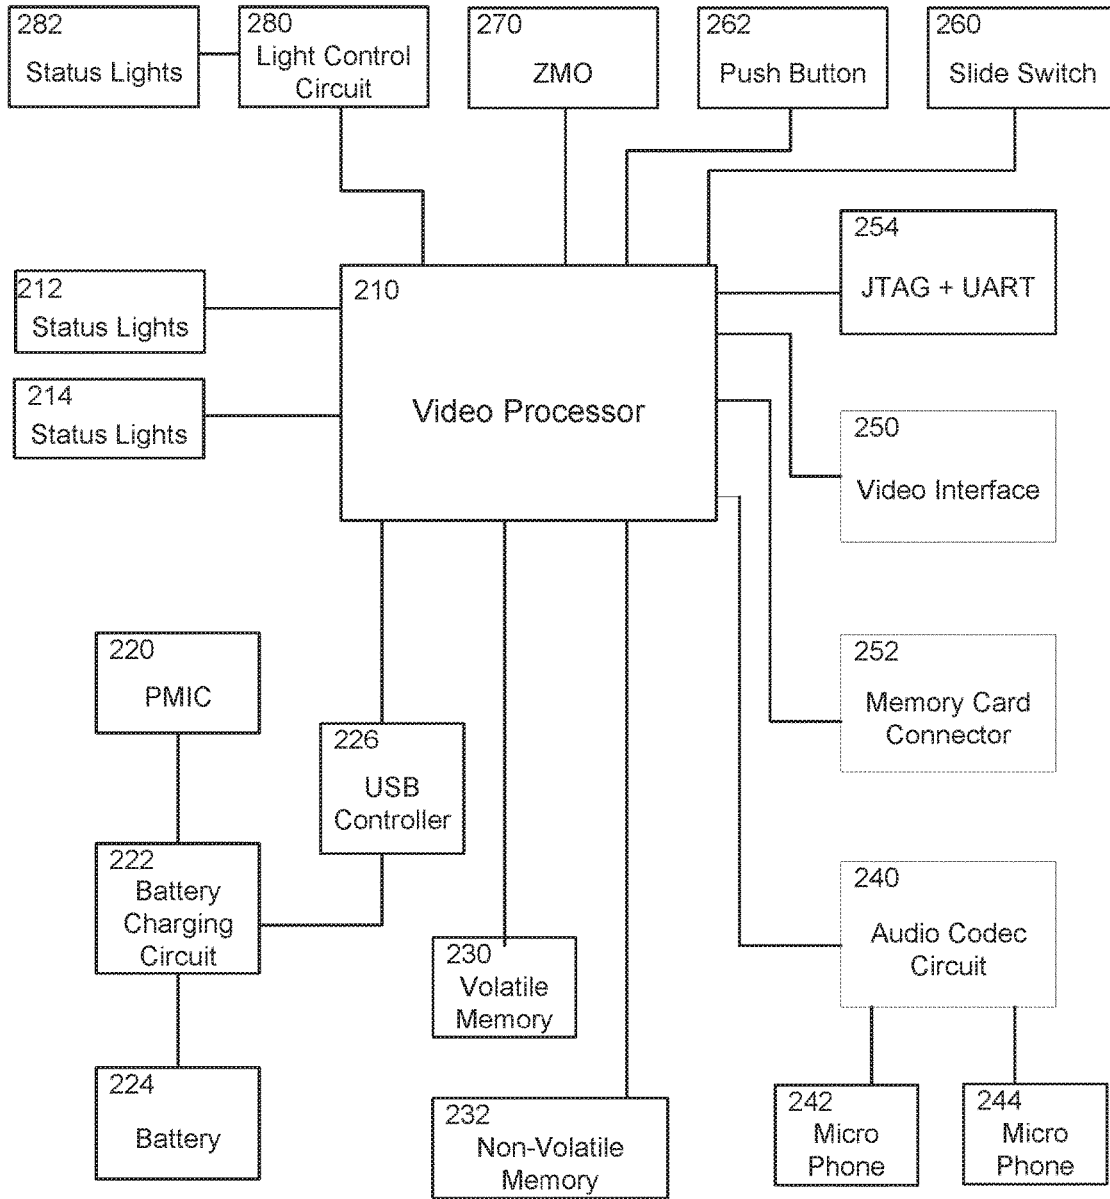 282
Status Lights
280
Light Control
Circuit
270
ZMO
262
Push Button
260
Slide Switch
254
JTAG + UART
212
Status Lights
210
Video Processor
214
Status Lights
250
Video Interface
220
PMIC
252
Memory Card
Connector
226
USB
Controller
222
Battery
Charging
Circuit
240
Audio Codec
Circuit
230
Volatile
Memory
224
Battery
232
Non-Volatile
Memory
242
Micro
Phone
244
Micro
Phone